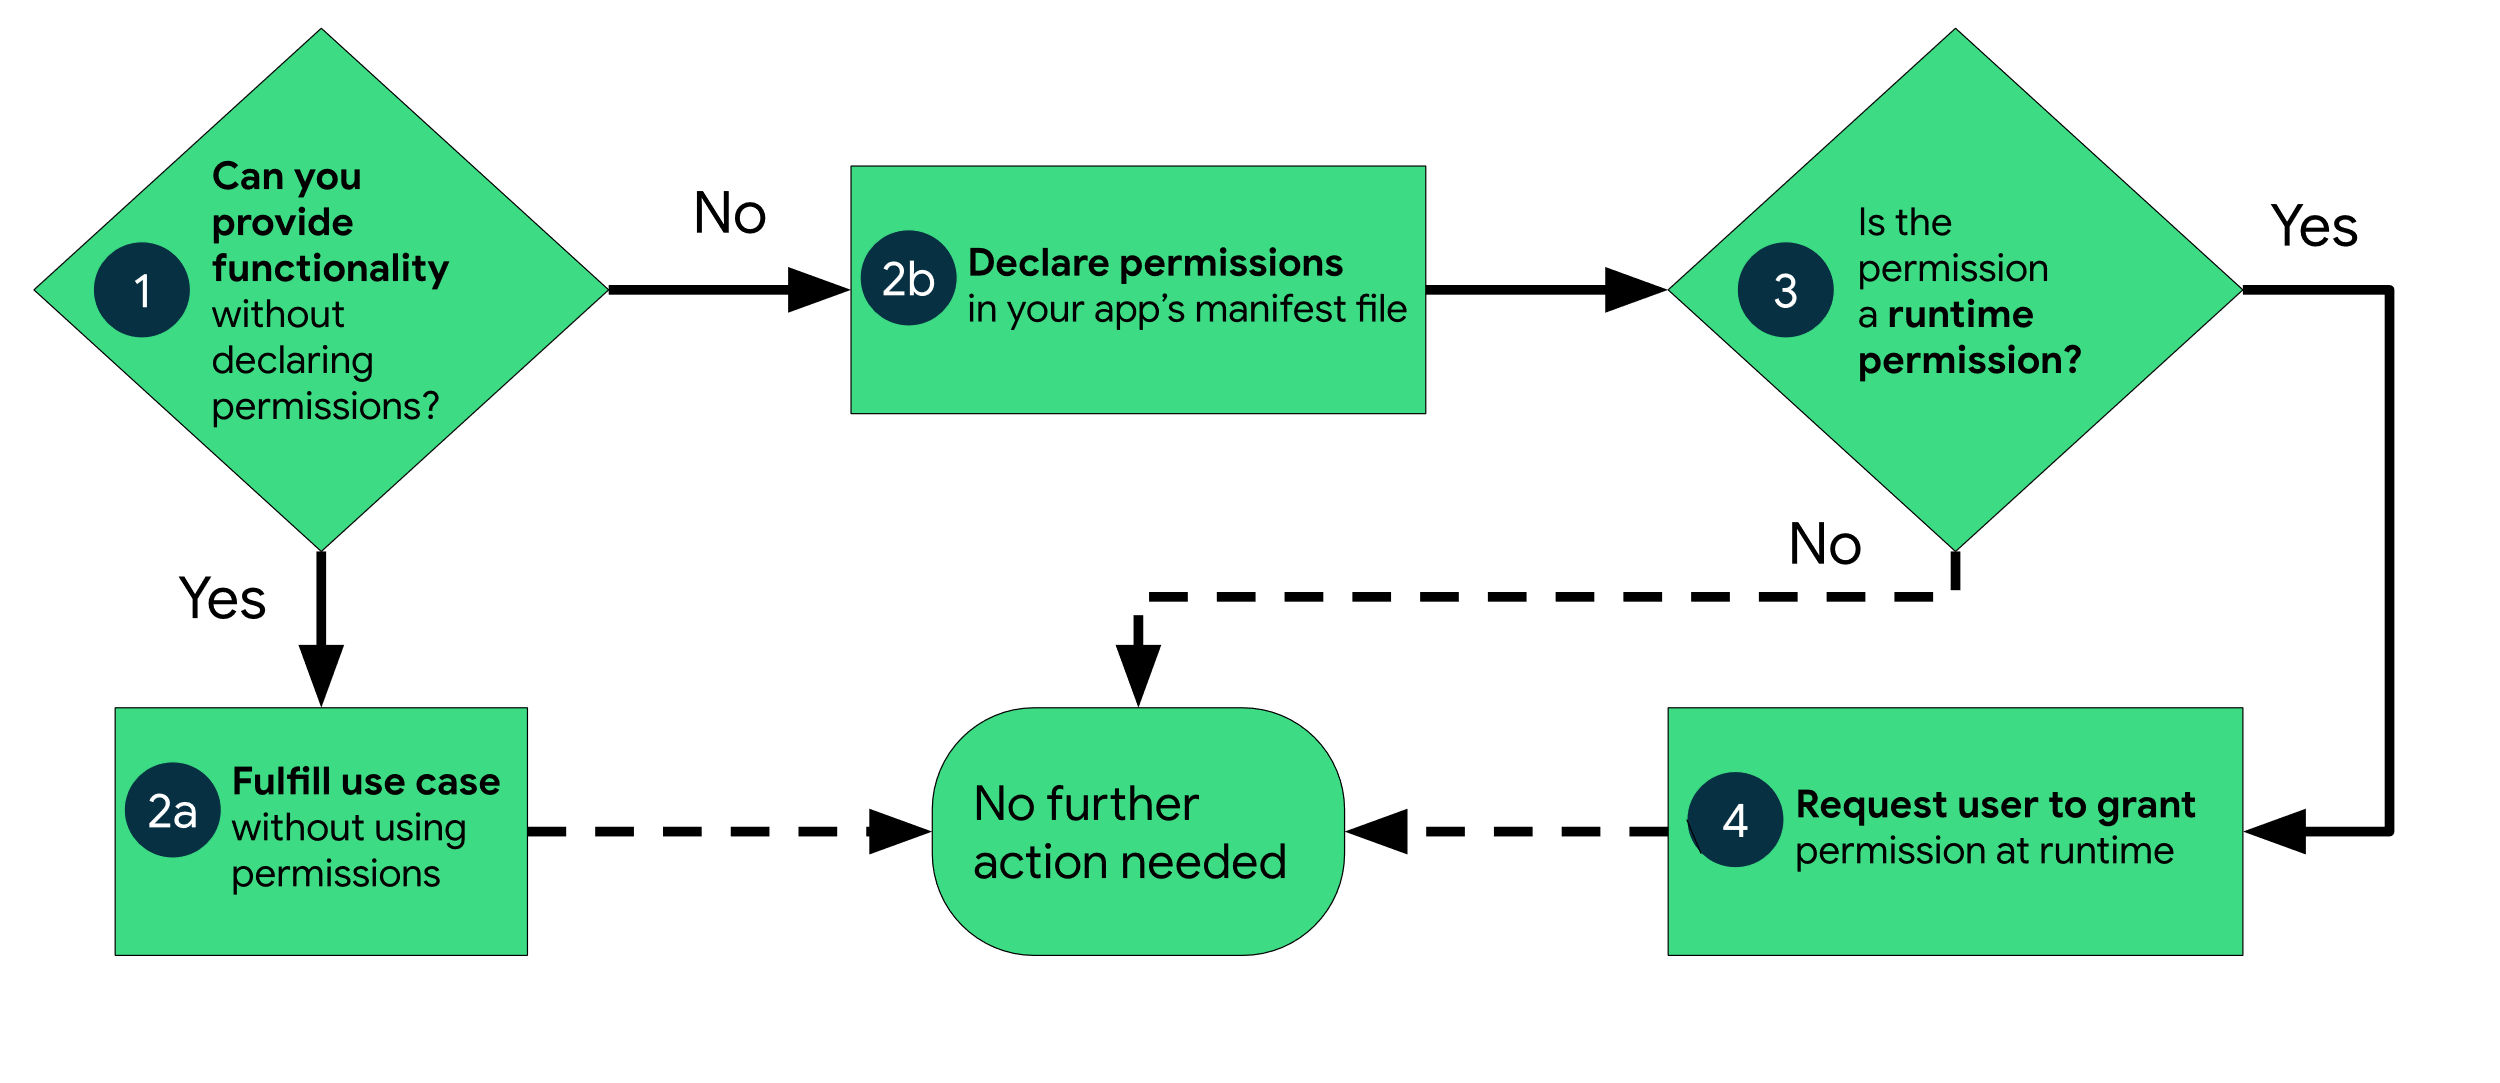 1
Can you
provide
functionality
without
declaring
permissions?
No
2b
Declare permissions
in your app’s manifest file
3
Is the
permission
a runtime
permission?
Yes
No
Yes
2a
Fulfill use case
without using
permissions
No further
action needed
4
Request user to grant
permission at runtime